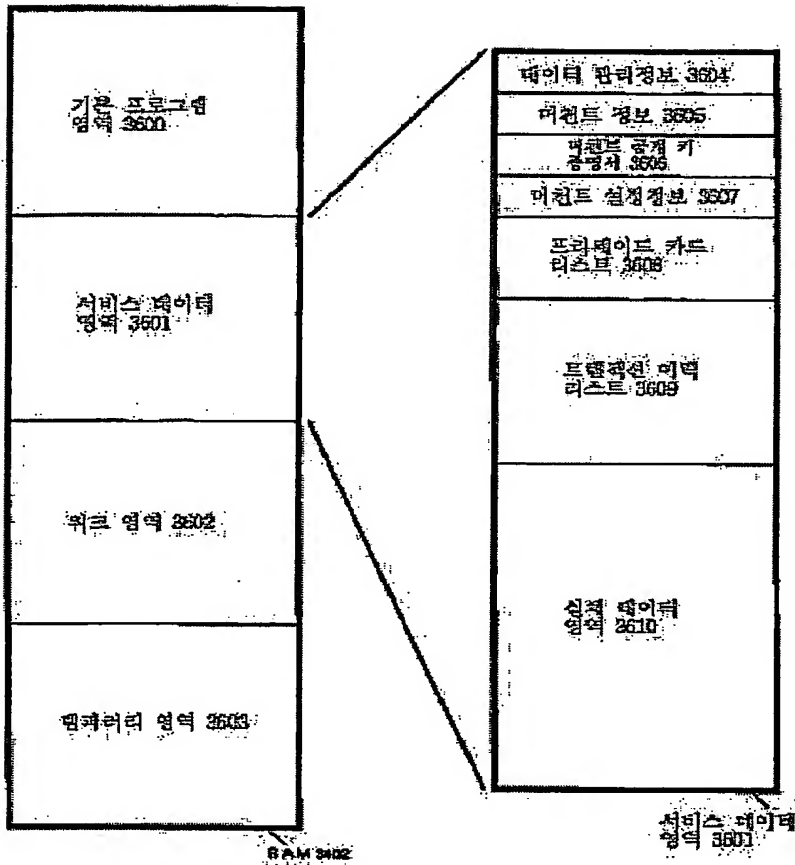 기본 프로그램
영역 3600
서비스 데이터
영역 3601
워크 영역 3602
템퍼러리 영역 3603
RAM 3402
데이터 관리정보 3604
머천트 정보 3605
머천트 공개 키
증명서 3606
머천트 설정정보 3607
프리페이드 카드
리스트 3608
트랜잭션 이력
리스트 3609
실제 데이터
영역 3610
서비스 데이터
영역 3601